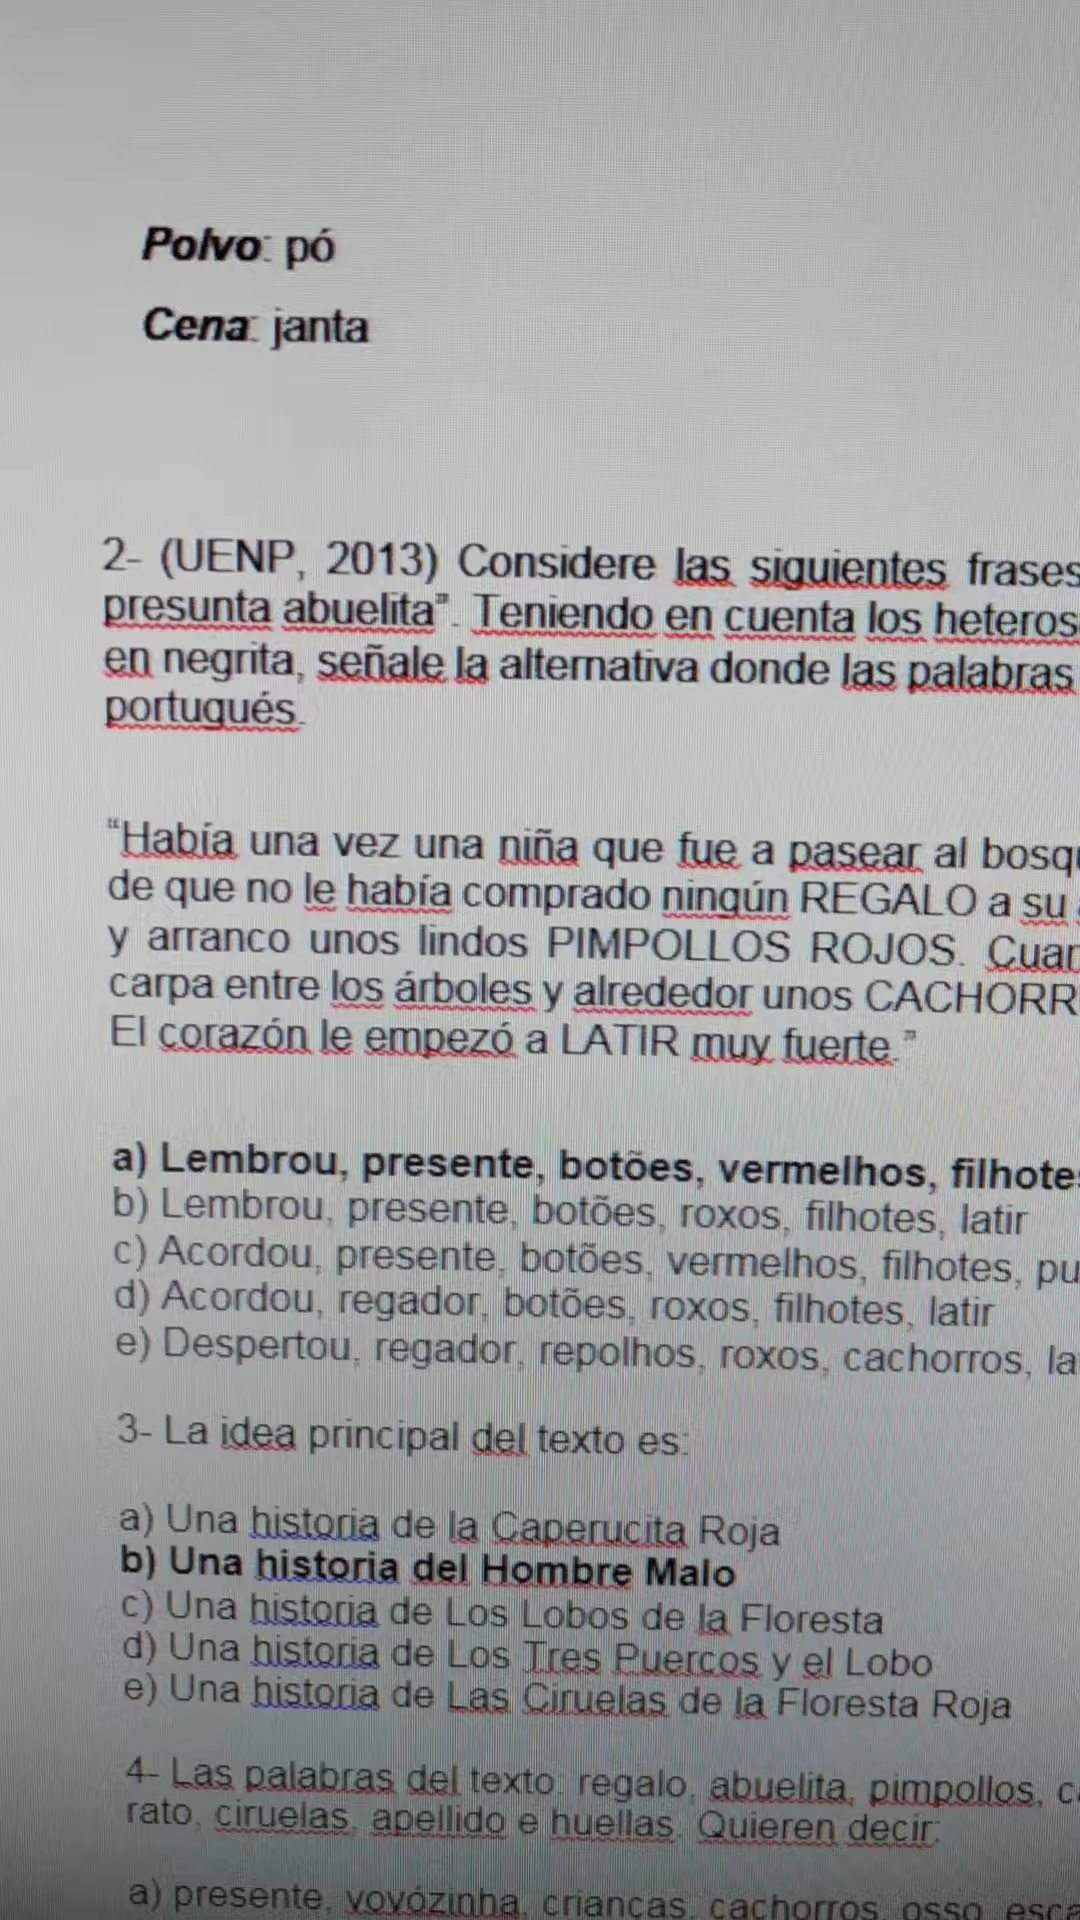 Polvo: pó
Cena: janta
2- (UENP, 2013) Considere las siguientes frases
presunta abuelita". Teniendo en cuenta los heteros
en negrita, señale la alternativa donde las palabras
portugués.
"Había una vez una niña que fue a pasear al bosq
de que no le había comprado ningún REGALO a su
y arranco unos lindos PIMPOLLOS ROJOS. Cuan
carpa entre los árboles y alrededor unos CACHORR
El corazón le empezó a LATIR muy fuerte."
a) Lembrou, presente, botões, vermelhos, filhotes
b) Lembrou, presente, botões, roxos, filhotes, latir
c) Acordou, presente, botões, vermelhos, filhotes, pu
d) Acordou, regador, botões, roxos, filhotes, latir
e) Despertou, regador, repolhos, roxos, cachorros, la
3- La idea principal del texto es:
a) Una historia de la Caperucita Roja
b) Una historia del Hombre Malo
c) Una historia de Los Lobos de la Floresta
d) Una historia de Los Tres Puercos y el Lobo
e) Una historia de Las Ciruelas de la Floresta Roja
4- Las palabras del texto: regalo, abuelita, pimpollos, c
rato, ciruelas, apellido e huellas. Quieren decir:
a) presente, vovózinha, crianças, cachorros, osso, esca